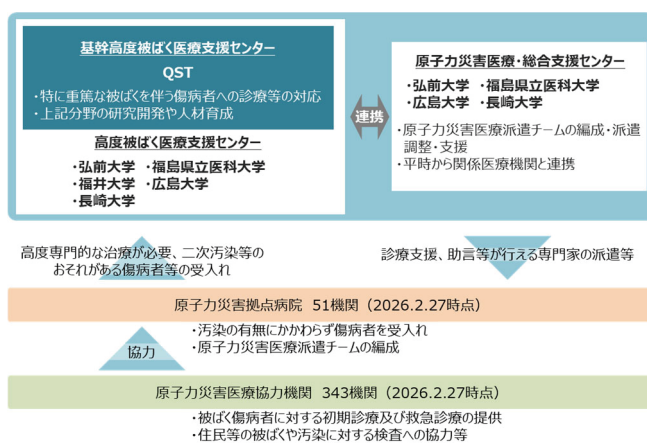 基幹高度被ばく医療支援センター
QST
・特に重篤な被ばくを伴う傷病者への診療等の対応
・上記分野の研究開発や人材育成
高度被ばく医療支援センター
・弘前大学 ・福島県立医科大学
・福井大学 ・広島大学
・長崎大学
連携
原子力災害医療・総合支援センター
・弘前大学 ・福島県立医科大学
・広島大学 ・長崎大学
・原子力災害医療派遣チームの編成・派遣
調整・支援
・平時から関係医療機関と連携
高度専門的な治療が必要、二次汚染等の
おそれがある傷病者等の受入れ
診療支援、助言等が行える専門家の派遣等
原子力災害拠点病院 51機関（2026.2.27時点）
・汚染の有無にかかわらず傷病者を受入れ
・原子力災害医療派遣チームの編成
協力
原子力災害医療協力機関 343機関（2026.2.27時点）
・被ばく傷病者に対する初期診療及び救急診療の提供
・住民等の被ばくや汚染に対する検査への協力等